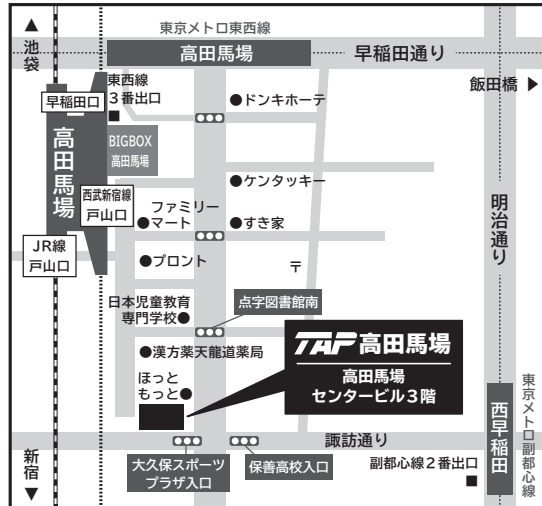 ▲
池袋
東京メトロ東西線
高田馬場
早稲田通り
飯田橋 ▶
早稲田口
東西線
３番出口
■
●ドンキホーテ
BIGBOX
高田馬場
高田馬場
西武新宿線
戸山口
●ケンタッキー
ファミリー
●マート
●すき家
明治通り
JR線
戸山口
●プロント
〒
日本児童教育
専門学校●
点字図書館南
TAP 高田馬場
高田馬場
センタービル３階
●漢方薬天龍道薬局
ほっと
もっと●
諏訪通り
西早稲田
東京メトロ副都心線
大久保スポーツ
プラザ入口
保善高校入口
副都心線２番出口
■
新宿
▼